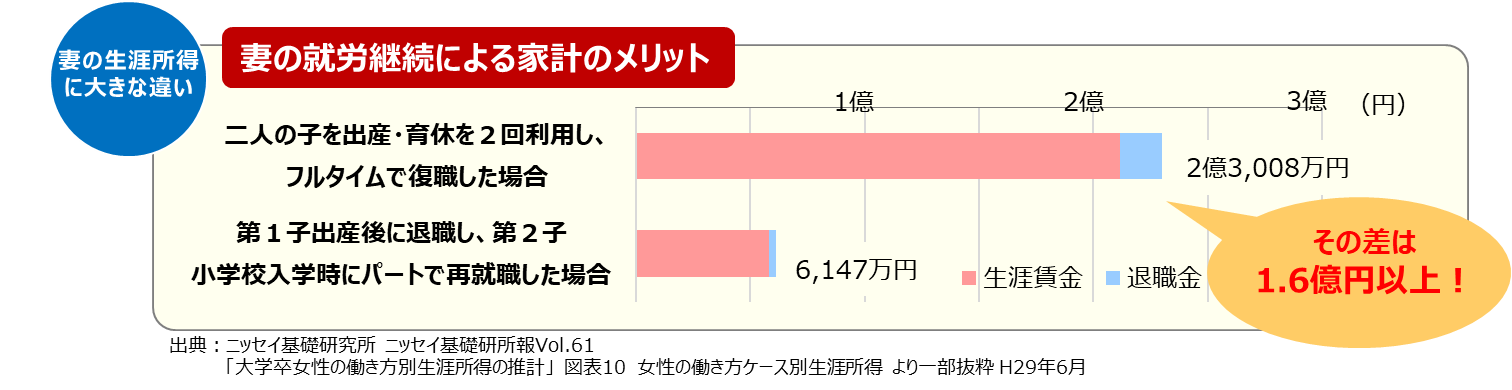 妻の生涯所得
に大きな違い
妻の就労継続による家計のメリット
1億
2億
3億
（円）
二人の子を出産・育休を２回利用し、
フルタイムで復職した場合
2億3,008万円
第１子出産後に退職し、第２子
小学校入学時にパートで再就職した場合
6,147万円
生涯賃金
退職金
その差は
1.6億円以上！
出典：ニッセイ基礎研究所 ニッセイ基礎研所報Vol.61
「大学卒女性の働き方別生涯所得の推計」図表10 女性の働き方ケース別生涯所得 より一部抜粋 H29年6月